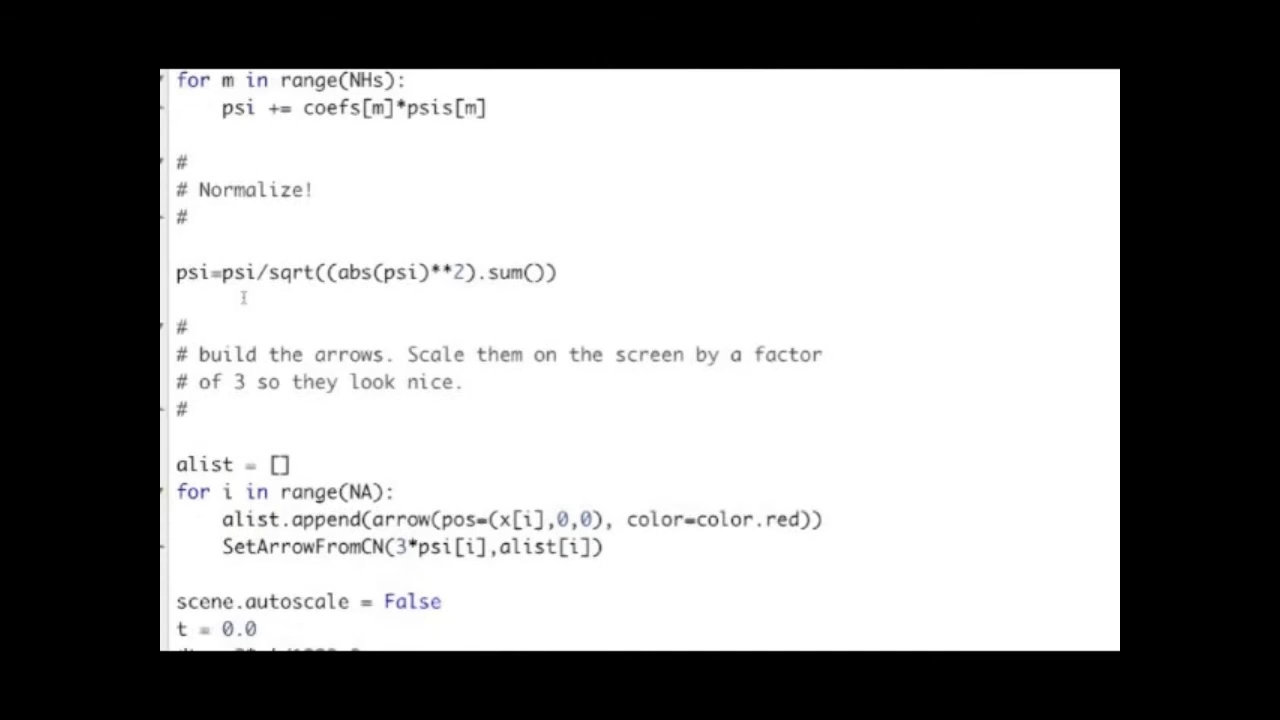 for m in range(NHs):
    psi += coefs[m]*psis[m]
#
# Normalize!
#
psi=psi/sqrt((abs(psi)**2).sum())
#
# build the arrows. Scale them on the screen by a factor
# of 3 so they look nice.
#
alist = []
for i in range(NA):
    alist.append(arrow(pos=(x[i],0,0), color=color.red))
    SetArrowFromCN(3*psi[i],alist[i])
scene.autoscale = False
t = 0.0